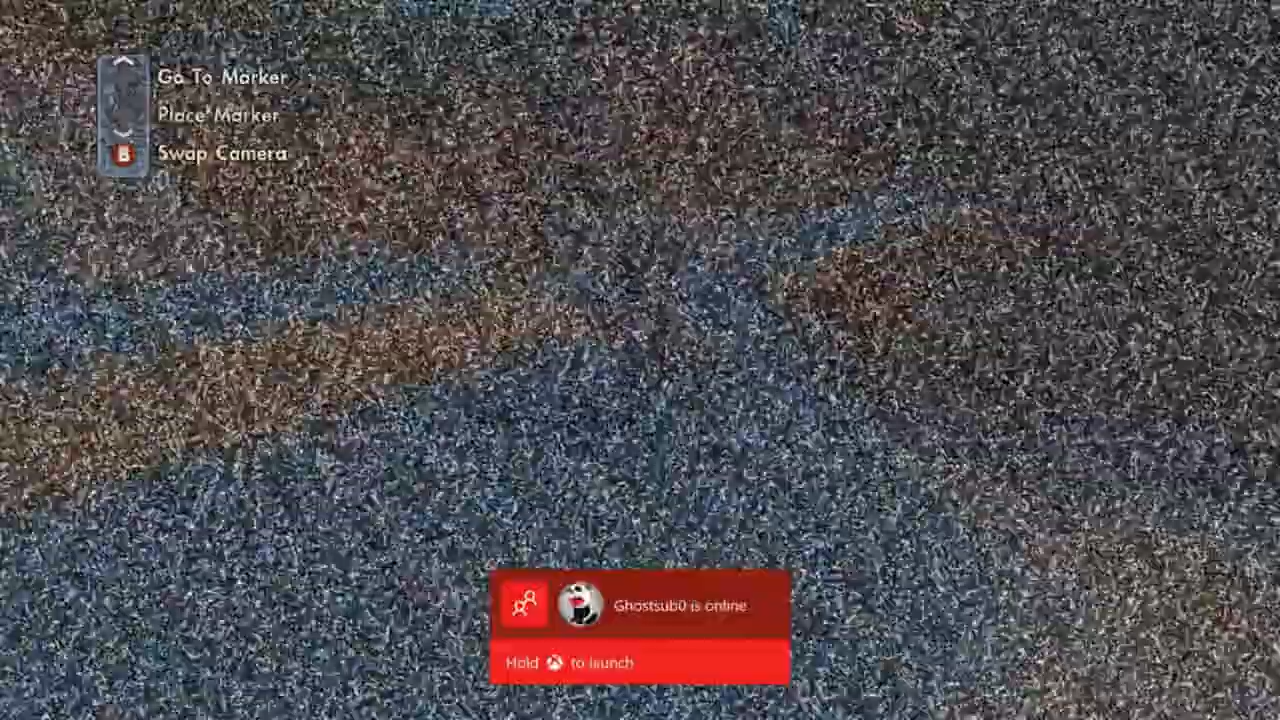 Go To Marker
Place Marker
B Swap Camera
Ghostsub0 is online
Hold to launch